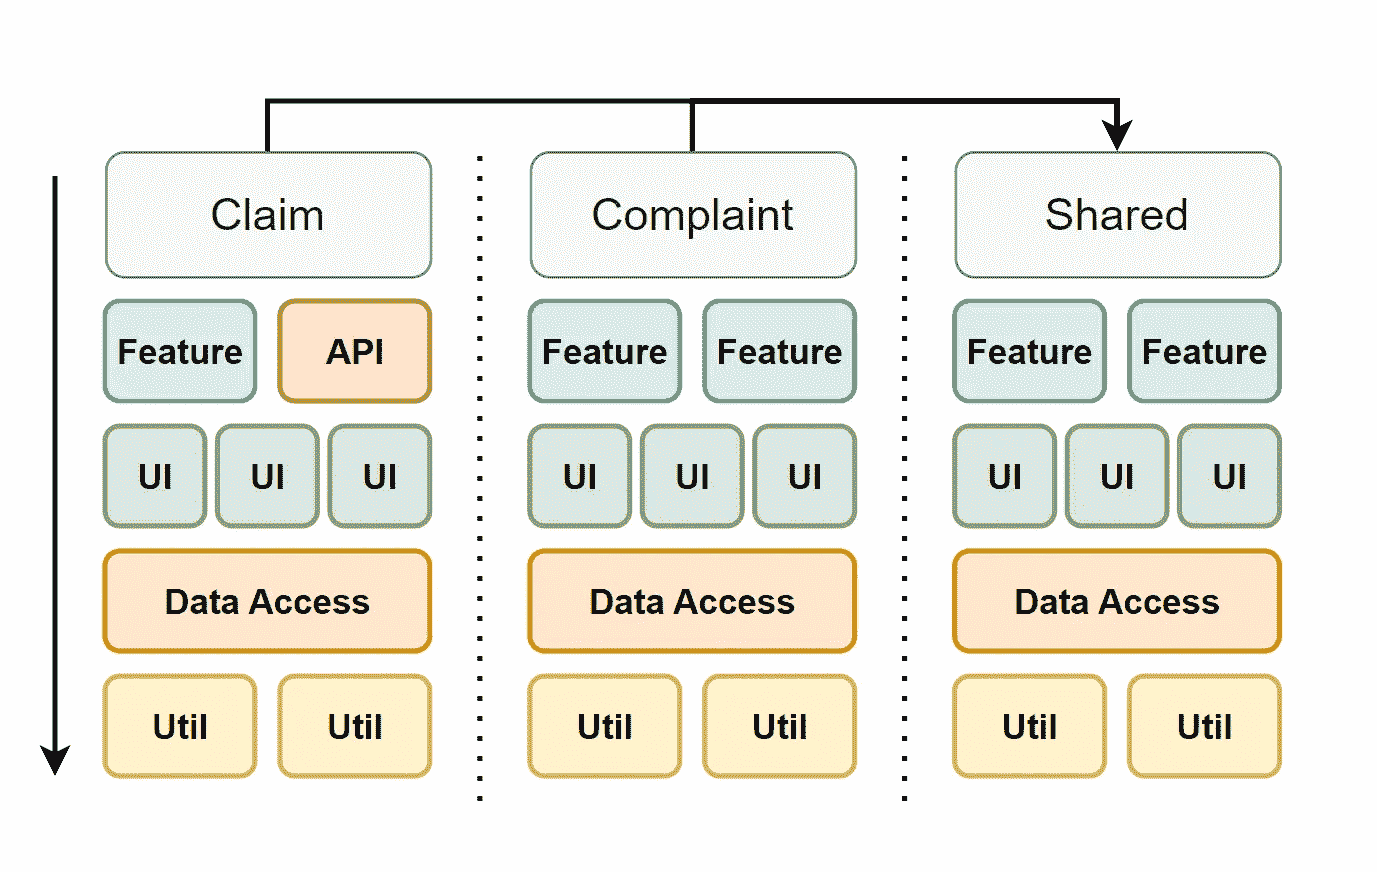 Claim
Complaint
Shared
Feature
API
Feature
Feature
Feature
Feature
UI
UI
UI
UI
UI
UI
UI
UI
UI
Data Access
Data Access
Data Access
Util
Util
Util
Util
Util
Util